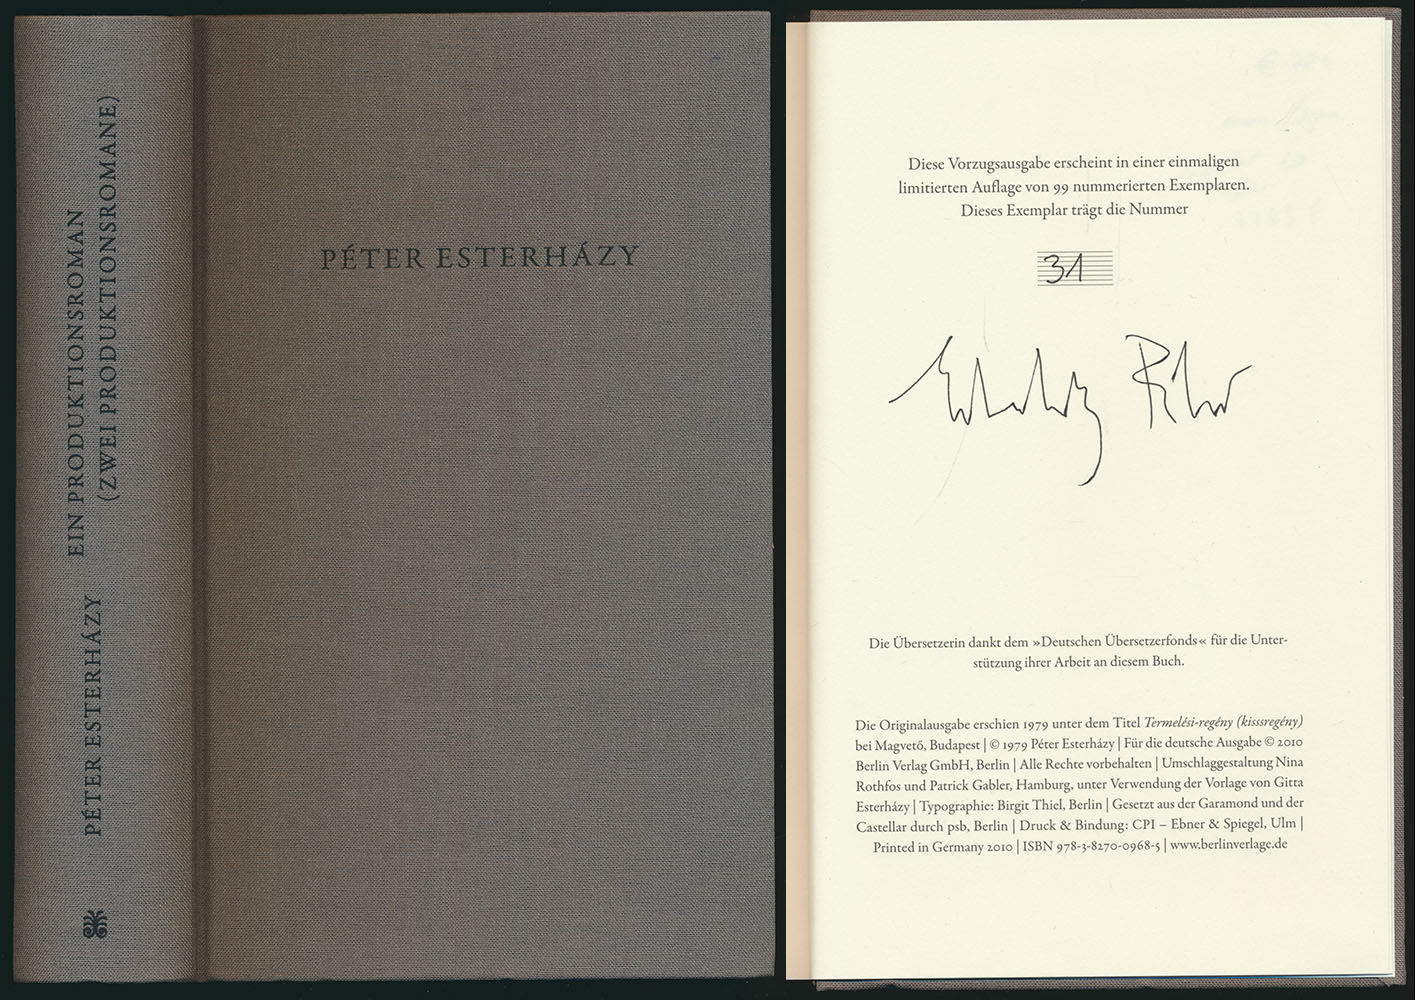 PÉTER ESTERHÁZY
EIN PRODUKTIONSROMAN
(ZWEI PRODUKTIONSROMANE)
PÉTER ESTERHÁZY
Diese Vorzugsausgabe erscheint in einer einmaligen
limitierten Auflage von 99 nummerierten Exemplaren.
Dieses Exemplar trägt die Nummer
31
Esterházy Péter
Die Übersetzerin dankt dem »Deutschen Übersetzerfonds« für die Unter-
stützung ihrer Arbeit an diesem Buch.
Die Originalausgabe erschien 1979 unter dem Titel Termelési-regény (kisssregény)
bei Magvető, Budapest | © 1979 Péter Esterházy | Für die deutsche Ausgabe © 2010
Berlin Verlag GmbH, Berlin | Alle Rechte vorbehalten | Umschlaggestaltung Nina
Rothfos und Patrick Gabler, Hamburg, unter Verwendung der Vorlage von Gitta
Esterházy | Typographie: Birgit Thiel, Berlin | Gesetzt aus der Garamond und der
Castellar durch psb, Berlin | Druck & Bindung: CPI – Ebner & Spiegel, Ulm |
Printed in Germany 2010 | ISBN 978-3-8270-0968-5 | www.berlinverlage.de